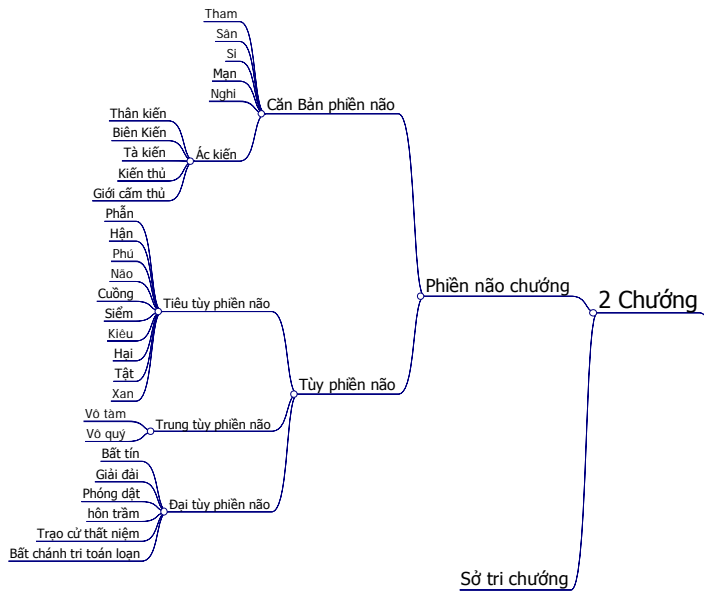 Tham
Sân
Si
Mạn
Nghi
Căn Bản phiền não
Thân kiến
Biên Kiến
Tà kiến
Kiến thủ
Giới cấm thủ
Ác kiến
Phẫn
Hận
Phú
Não
Cuồng
Siểm
Kiêu
Hại
Tật
Xan
Tiêu tùy phiền não
Phiền não chướng
2 Chướng
Tùy phiền não
Vô tàm
Vô quý
Trung tùy phiền não
Bất tín
Giải đải
Phóng dật
hôn trầm
Trạo cử thất niệm
Bất chánh tri toán loạn
Đại tùy phiền não
Sở tri chướng